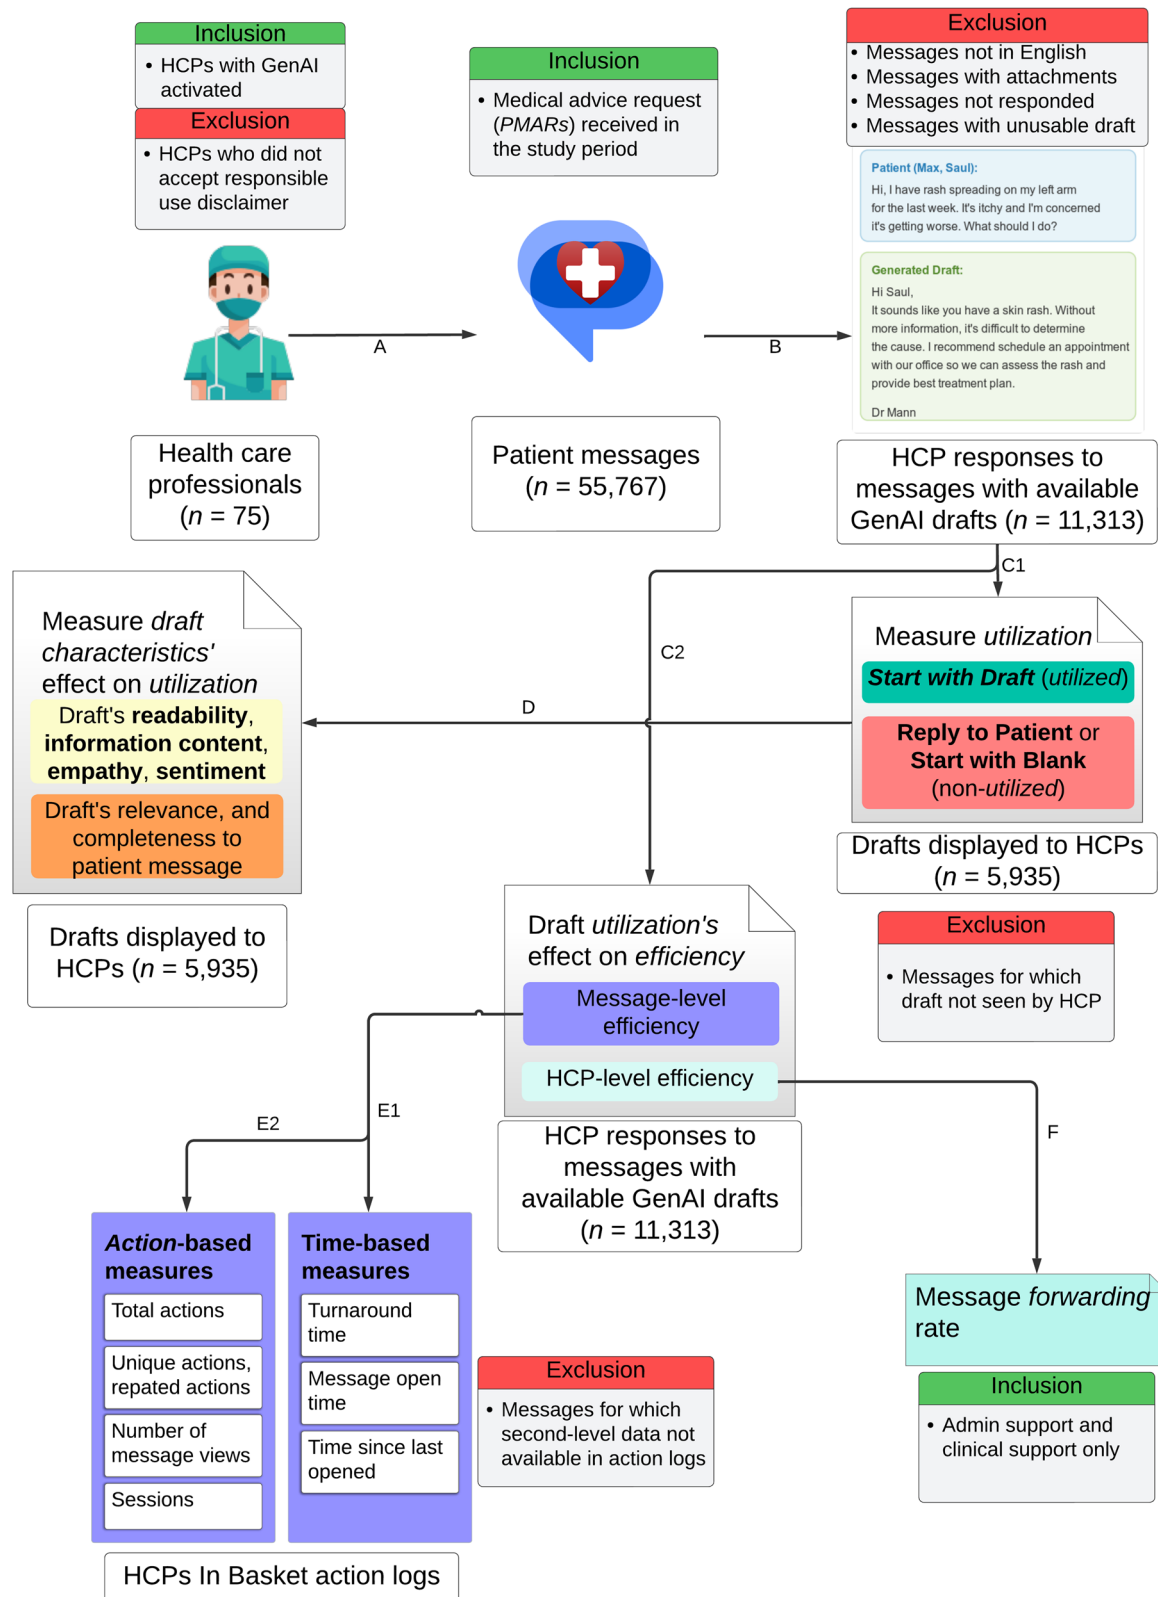 Inclusion
• HCPs with GenAI
activated
Exclusion
• HCPs who did not
accept responsible
use disclaimer
Inclusion
• Medical advice request
(PMARs) received in
the study period
Exclusion
• Messages not in English
• Messages with attachments
• Messages not responded
• Messages with unusable draft
Patient (Max, Saul):
Hi, I have rash spreading on my left arm
for the last week. It's itchy and I'm concerned
it's getting worse. What should I do?
Generated Draft:
Hi Saul,
It sounds like you have a skin rash. Without
more information, it's difficult to determine
the cause. I recommend schedule an appointment
with our office so we can assess the rash and
provide best treatment plan.
Dr Mann
A
B
Health care
professionals
(n = 75)
Patient messages
(n = 55,767)
HCP responses to
messages with available
GenAI drafts (n = 11,313)
C1
C2
Measure utilization
Start with Draft (utilized)
Reply to Patient or
Start with Blank
(non-utilized)
Drafts displayed to HCPs
(n = 5,935)
Exclusion
• Messages for which
draft not seen by HCP
D
Measure draft
characteristics'
effect on utilization
Draft's readability,
information content,
empathy, sentiment
Draft's relevance, and
completeness to
patient message
Drafts displayed to
HCPs (n = 5,935)
Draft utilization's
effect on efficiency
Message-level
efficiency
HCP-level efficiency
HCP responses to
messages with
available GenAI drafts
(n = 11,313)
E2
E1
F
Action-based
measures
Total actions
Unique actions,
repated actions
Number of
message views
Sessions
Time-based
measures
Turnaround
time
Message open
time
Time since last
opened
HCPs In Basket action logs
Exclusion
• Messages for which
second-level data not
available in action logs
Message forwarding
rate
Inclusion
• Admin support and
clinical support only